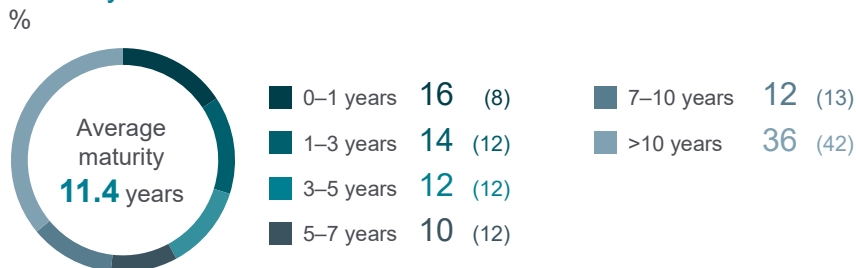 %
Average
maturity
11.4 years
0–1 years 16 (8)
1–3 years 14 (12)
3–5 years 12 (12)
5–7 years 10 (12)
7–10 years 12 (13)
>10 years 36 (42)